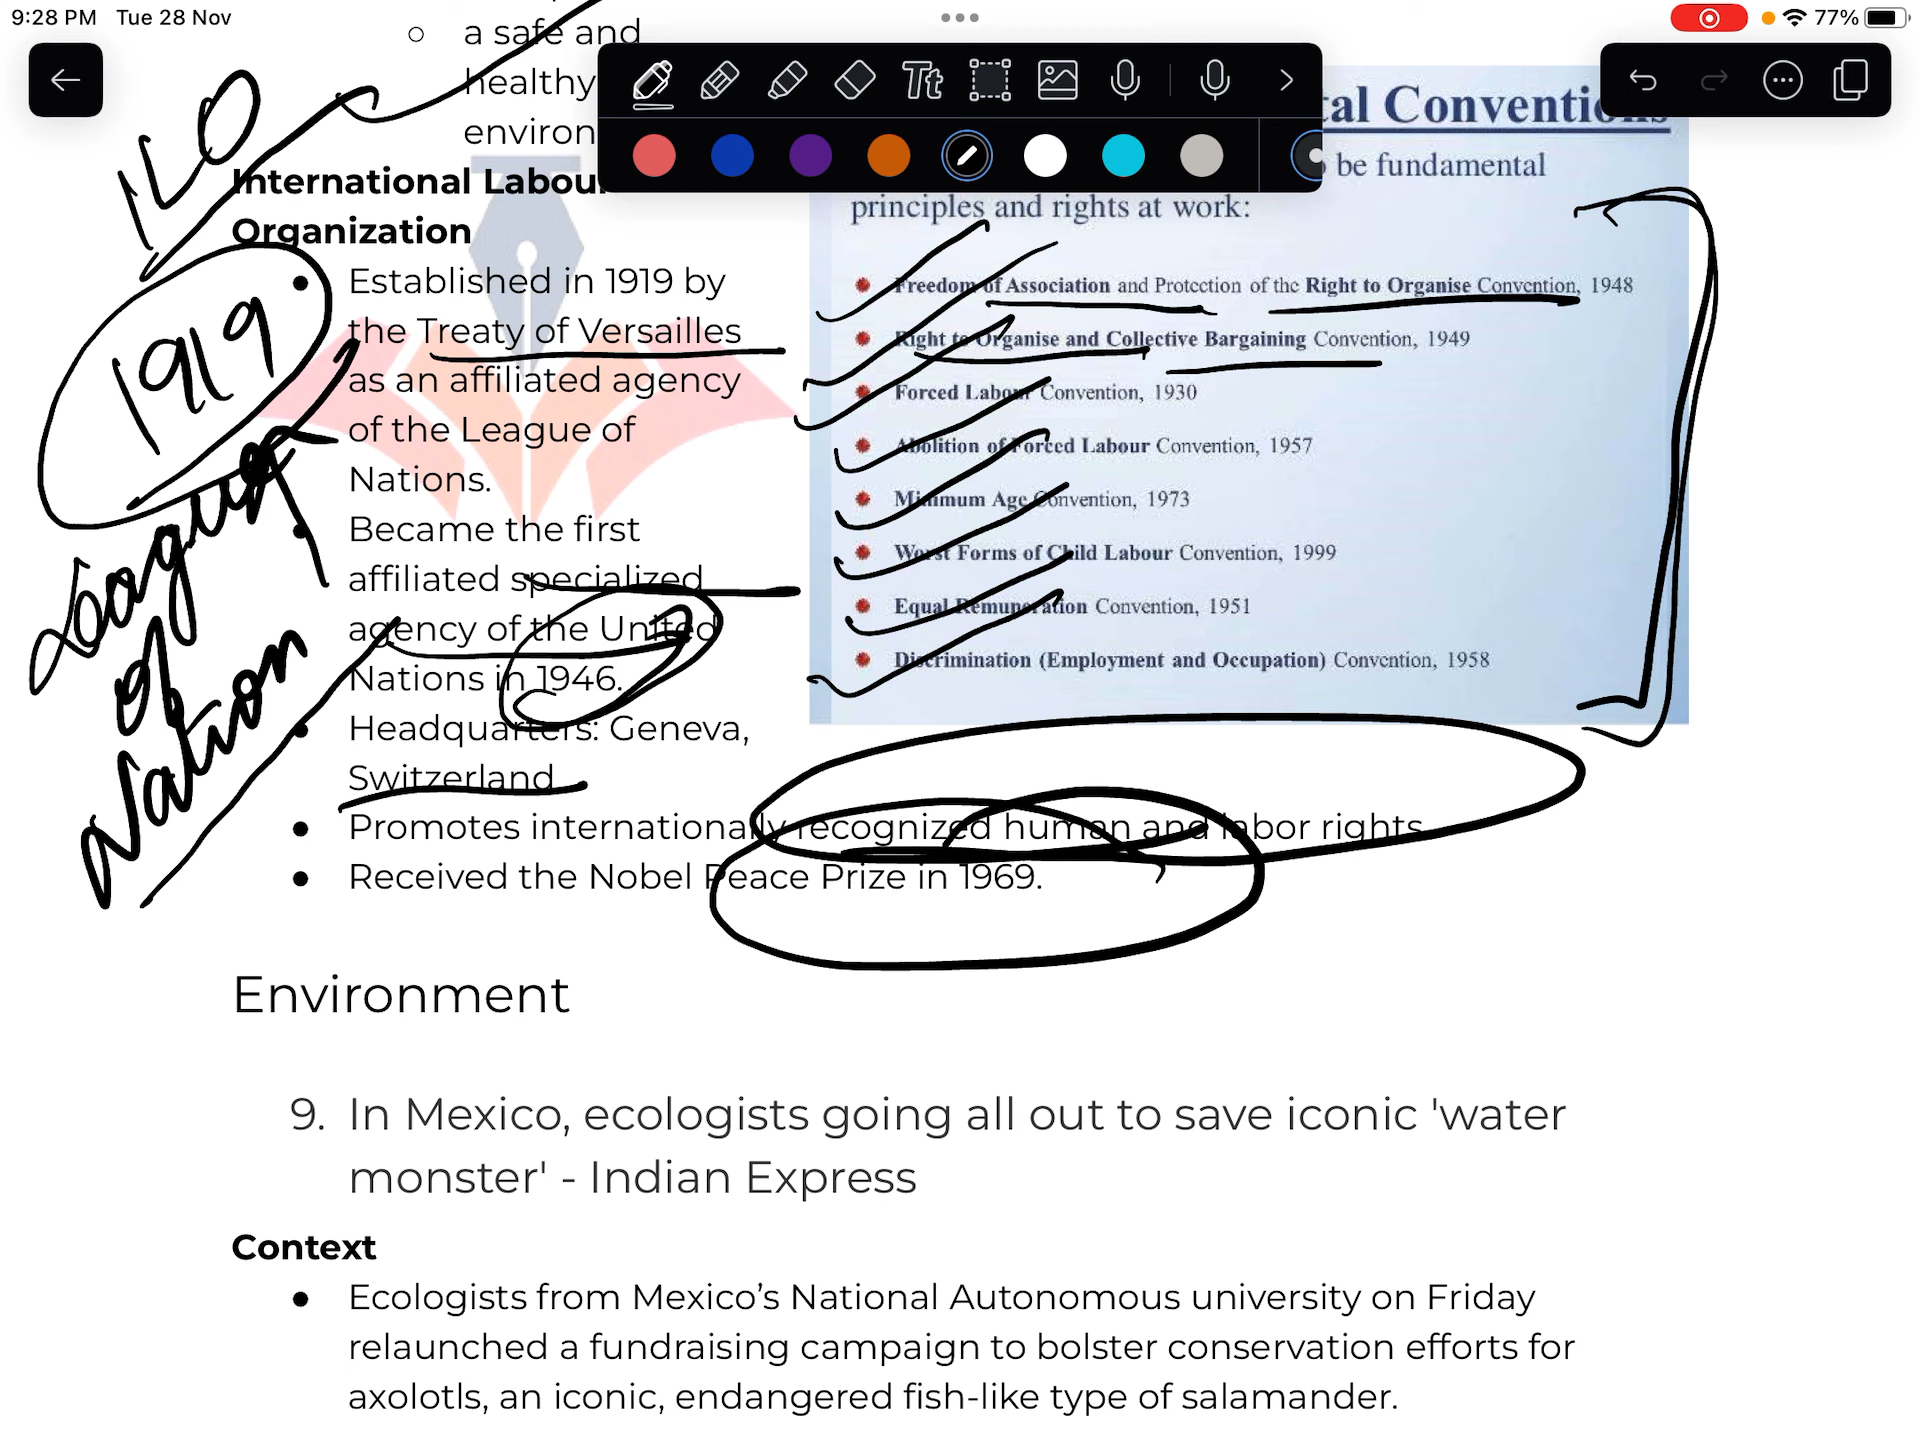 9:28 PM Tue 28 Nov
77%
a safe and
healthy
environ
Tt
ILO
International Labour
Organization
1919
Established in 1919 by
the Treaty of Versailles
as an affiliated agency
of the League of
Nations.
League
of
Nation
Became the first
affiliated specialized
agency of the United
Nations in 1946.
Headquarters: Geneva,
Switzerland
tal Conventions
be fundamental
principles and rights at work:
Freedom of Association and Protection of the Right to Organise Convention, 1948
Right to Organise and Collective Bargaining Convention, 1949
Forced Labour Convention, 1930
Abolition of Forced Labour Convention, 1957
Minimum Age Convention, 1973
Worst Forms of Child Labour Convention, 1999
Equal Remuneration Convention, 1951
Discrimination (Employment and Occupation) Convention, 1958
Promotes internationally recognized human and labor rights
Received the Nobel Peace Prize in 1969.
Environment
9. In Mexico, ecologists going all out to save iconic 'water
monster' - Indian Express
Context
Ecologists from Mexico’s National Autonomous university on Friday
relaunched a fundraising campaign to bolster conservation efforts for
axolotls, an iconic, endangered fish-like type of salamander.